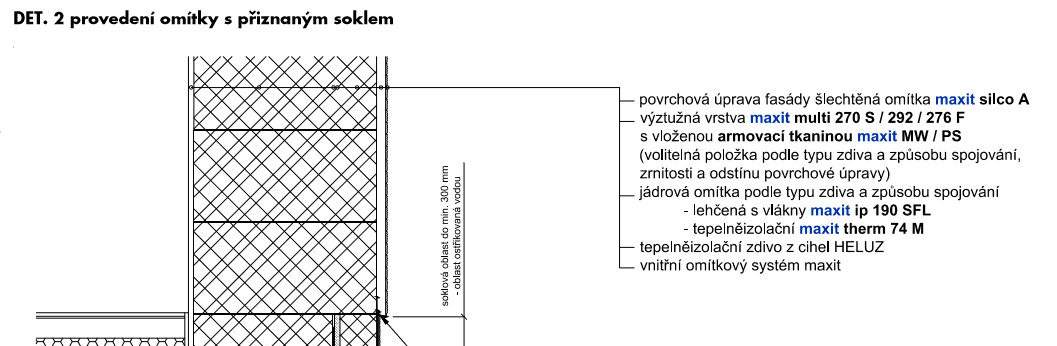 DET. 2 provedení omítky s přiznaným soklem
povrchová úprava fasády šlechtěná omítka maxit silco A
výztužná vrstva maxit multi 270 S / 292 / 276 F
s vloženou armovací tkaninou maxit MW / PS
(volitelná položka podle typu zdiva a způsobu spojování,
zrnitosti a odstínu povrchové úpravy)
jádrová omítka podle typu zdiva a způsobu spojování
- lehčená s vlákny maxit ip 190 SFL
- tepelněizolační maxit therm 74 M
tepelněizolační zdivo z cihel HELUZ
vnitřní omítkový systém maxit
soklová oblast do min. 300 mm
- oblast ostřikovaná vodou